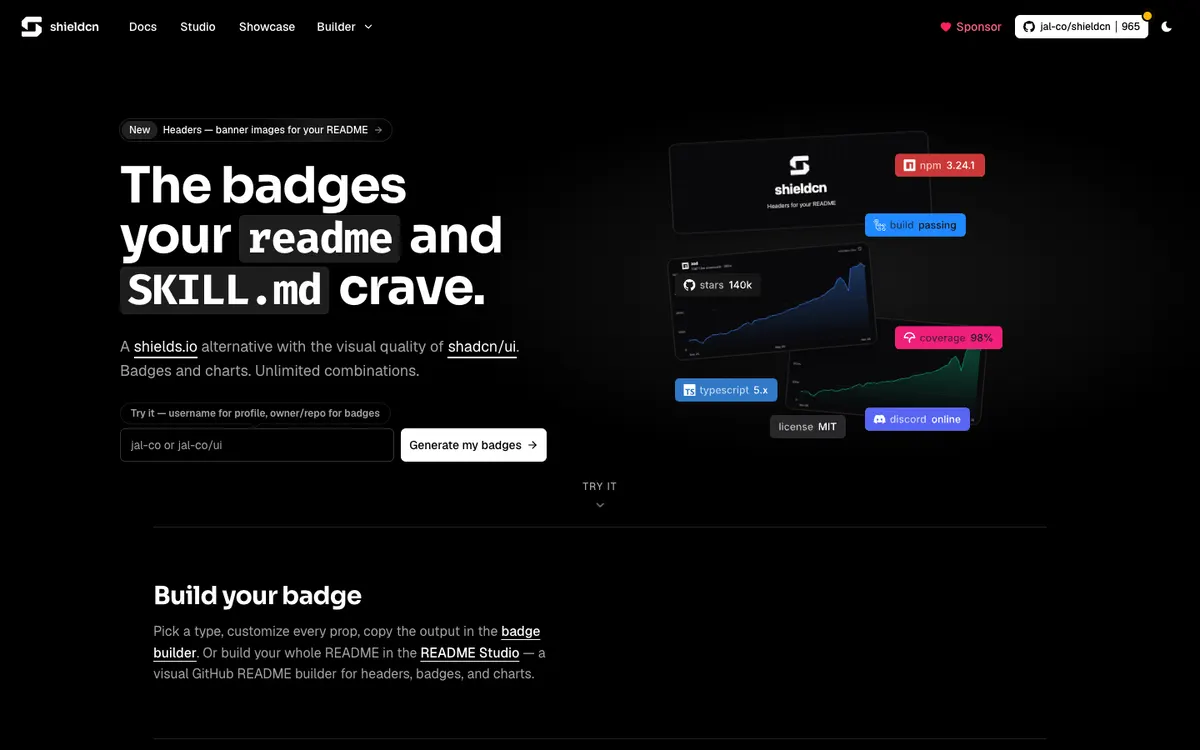 shieldcn
Docs
Studio
Showcase
Builder
Sponsor
jal-co/shieldcn | 965
New Headers — banner images for your README →
The badges
your readme and
SKILL.md crave.
A shields.io alternative with the visual quality of shadcn/ui.
Badges and charts. Unlimited combinations.
Try it — username for profile, owner/repo for badges
jal-co or jal-co/ui
Generate my badges →
shieldcn
Headers for your README
npm 3.24.1
build passing
stars 140k
coverage 98%
TS typescript 5.x
license MIT
discord online
TRY IT
Build your badge
Pick a type, customize every prop, copy the output in the badge
builder. Or build your whole README in the README Studio — a
visual GitHub README builder for headers, badges, and charts.